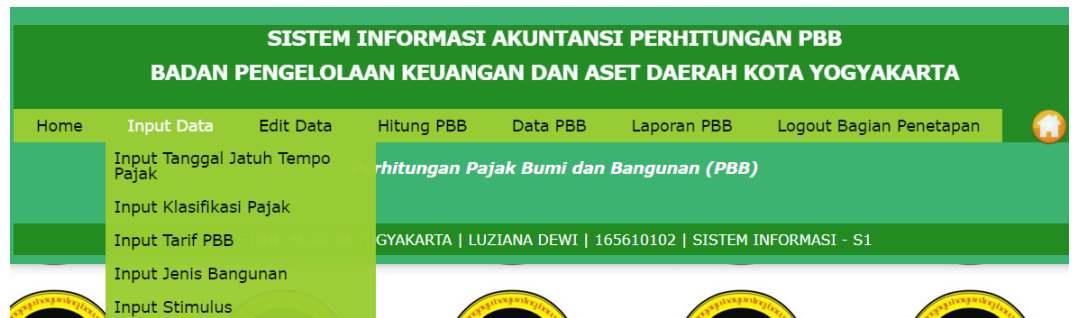 SISTEM INFORMASI AKUNTANSI PERHITUNGAN PBB
BADAN PENGELOLAAN KEUANGAN DAN ASET DAERAH KOTA YOGYAKARTA
Home Input Data Edit Data Hitung PBB Data PBB Laporan PBB Logout Bagian Penetapan
Input Tanggal Jatuh Tempo
Pajak
rhitungan Pajak Bumi dan Bangunan (PBB)
Input Klasifikasi Pajak
Input Tarif PBB
GYAKARTA | LUZIANA DEWI | 165610102 | SISTEM INFORMASI - S1
Input Jenis Bangunan
Input Stimulus